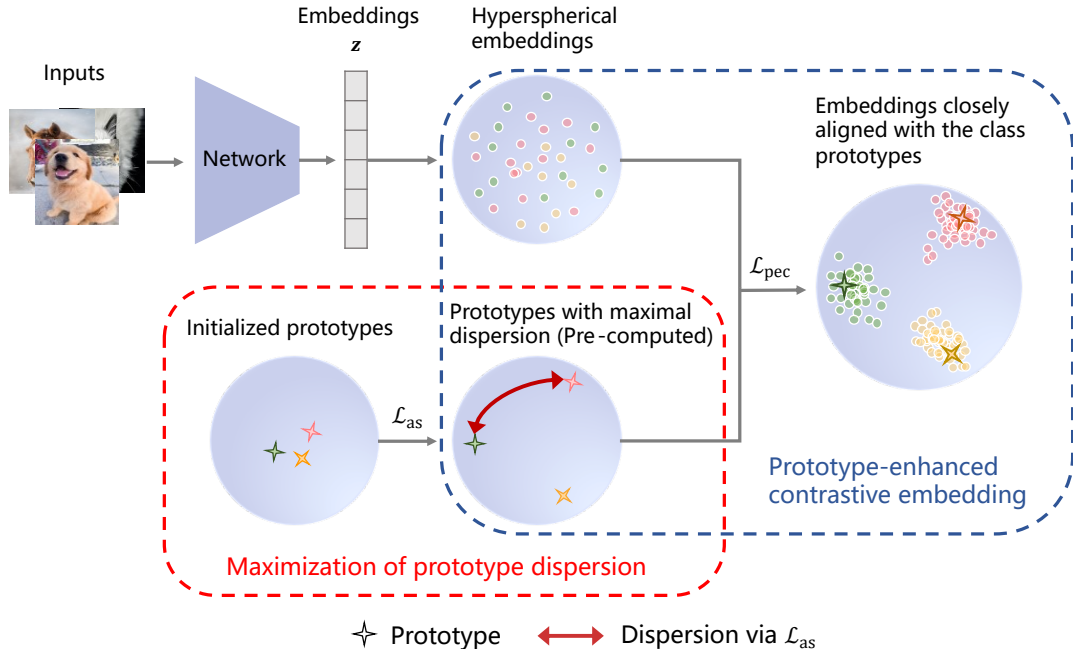 Embeddings
z
Hyperspherical
embeddings
Inputs
Network
Embeddings closely
aligned with the class
prototypes
ℒpec
Initialized prototypes
Prototypes with maximal
dispersion (Pre-computed)
ℒas
Prototype-enhanced
contrastive embedding
Maximization of prototype dispersion
Prototype
Dispersion via ℒas